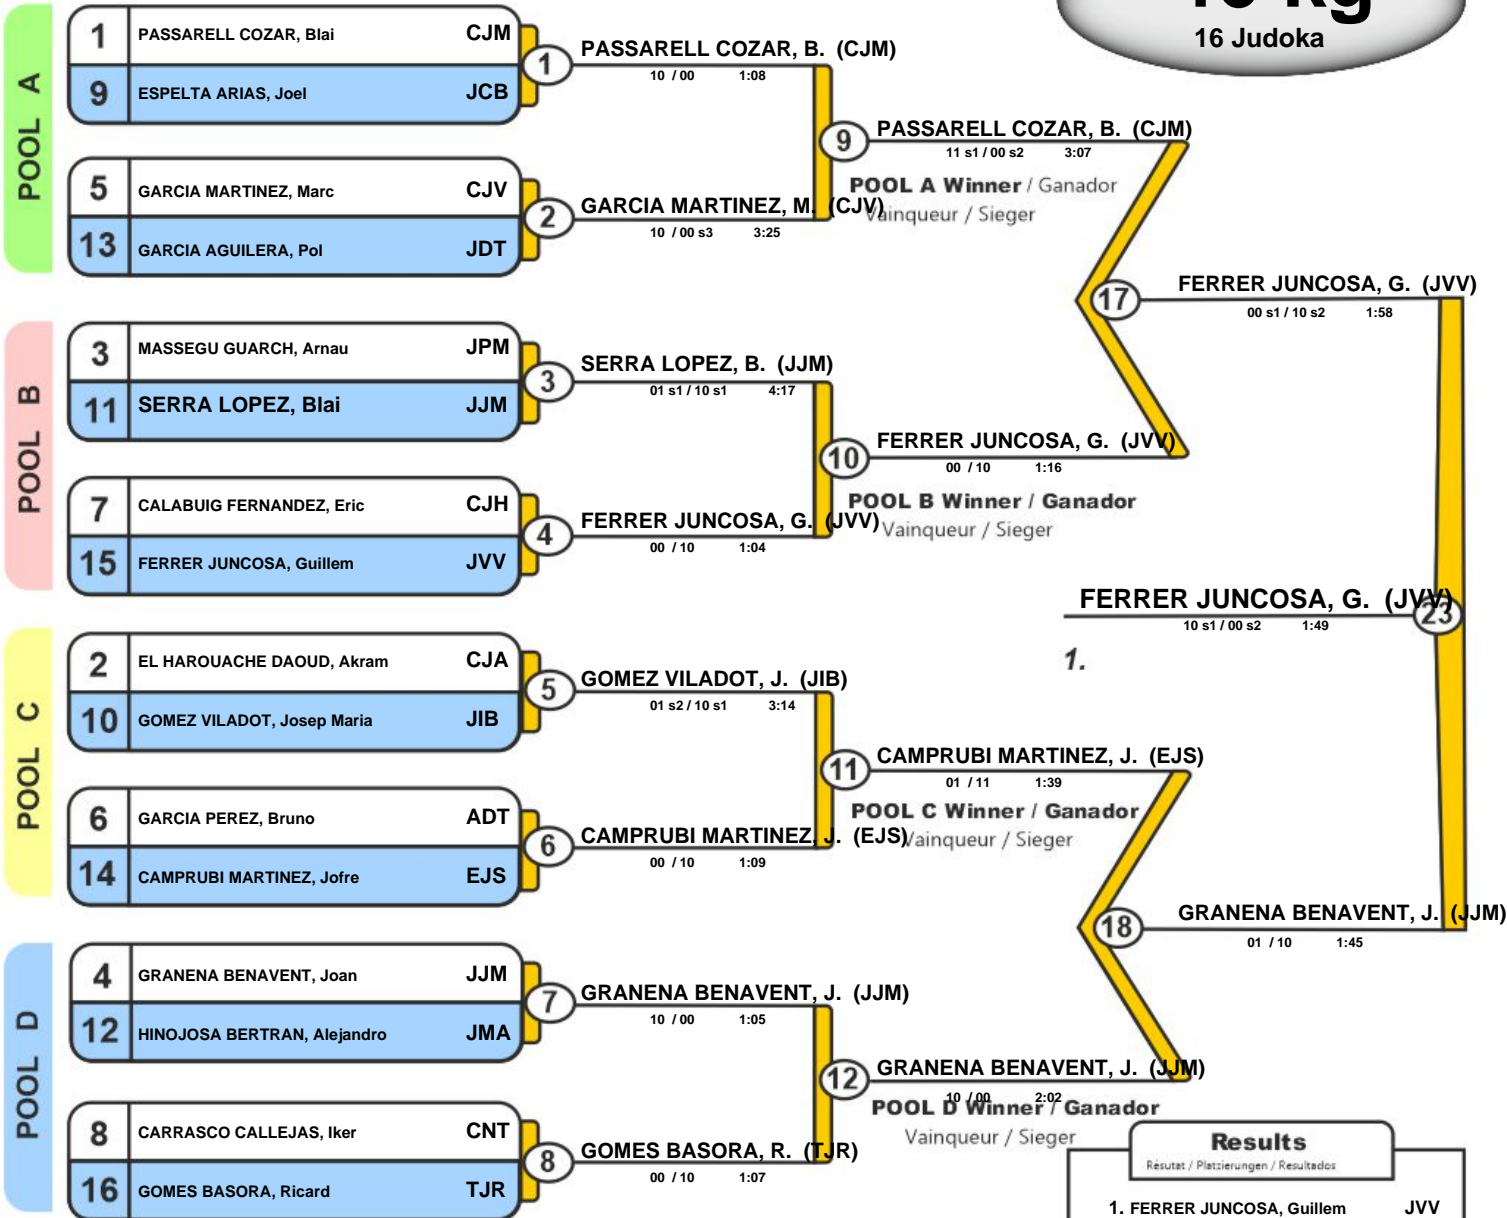 16 Judoka
POOL A
1 PASSARELL COZAR, Blai CJM
9 ESPELTA ARIAS, Joel JCB
1
PASSARELL COZAR, B. (CJM)
10 / 00 1:08
5 GARCIA MARTINEZ, Marc CJV
13 GARCIA AGUILERA, Pol JDT
2
GARCIA MARTINEZ, M. (CJV)
10 / 00 s3 3:25
9
PASSARELL COZAR, B. (CJM)
11 s1 / 00 s2 3:07
POOL A Winner / Ganador
Vainqueur / Sieger
POOL B
3 MASSEGU GUARCH, Arnau JPM
11 SERRA LOPEZ, Blai JJM
3
SERRA LOPEZ, B. (JJM)
01 s1 / 10 s1 4:17
7 CALABUIG FERNANDEZ, Eric CJH
15 FERRER JUNCOSA, Guillem JVV
4
FERRER JUNCOSA, G. (JVV)
00 / 10 1:04
10
FERRER JUNCOSA, G. (JVV)
00 / 10 1:16
POOL B Winner / Ganador
Vainqueur / Sieger
17
FERRER JUNCOSA, G. (JVV)
00 s1 / 10 s2 1:58
FERRER JUNCOSA, G. (JVV)
23
10 s1 / 00 s2 1:49
1.
POOL C
2 EL HAROUACHE DAOUD, Akram CJA
10 GOMEZ VILADOT, Josep Maria JIB
5
GOMEZ VILADOT, J. (JIB)
01 s2 / 10 s1 3:14
6 GARCIA PEREZ, Bruno ADT
14 CAMPRUBI MARTINEZ, Jofre EJS
6
CAMPRUBI MARTINEZ, J. (EJS)
00 / 10 1:09
11
CAMPRUBI MARTINEZ, J. (EJS)
01 / 11 1:39
POOL C Winner / Ganador
Vainqueur / Sieger
POOL D
4 GRANENA BENAVENT, Joan JJM
12 HINOJOSA BERTRAN, Alejandro JMA
7
GRANENA BENAVENT, J. (JJM)
10 / 00 1:05
8 CARRASCO CALLEJAS, Iker CNT
16 GOMES BASORA, Ricard TJR
8
GOMES BASORA, R. (TJR)
00 / 10 1:07
12
GRANENA BENAVENT, J. (JJM)
10 / 00 2:02
POOL D Winner / Ganador
Vainqueur / Sieger
18
GRANENA BENAVENT, J. (JJM)
01 / 10 1:45
Results
Résutat / Platzierungen / Resultados
1. FERRER JUNCOSA, Guillem JVV